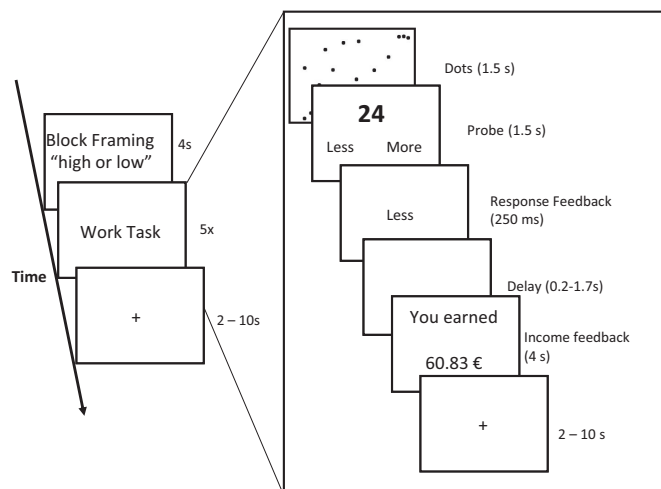 Block Framing
“high or low”
4s
Work Task
5x
Time
+
2 – 10s
Dots (1.5 s)
24
Less More
Probe (1.5 s)
Less
Response Feedback
(250 ms)
Delay (0.2-1.7s)
You earned
60.83 €
Income feedback
(4 s)
+
2 – 10 s